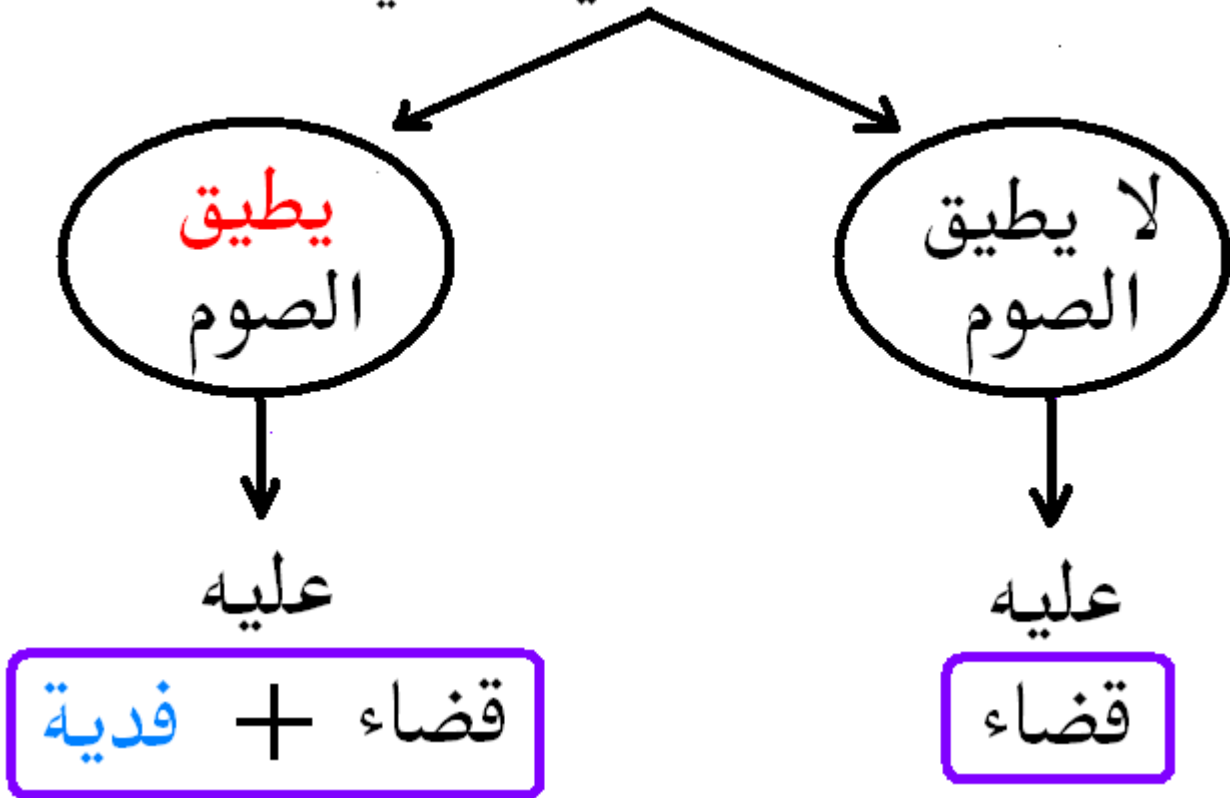 لا يطيق
الصوم
يطيق
الصوم
عليه
قضاء
عليه
قضاء + فدية